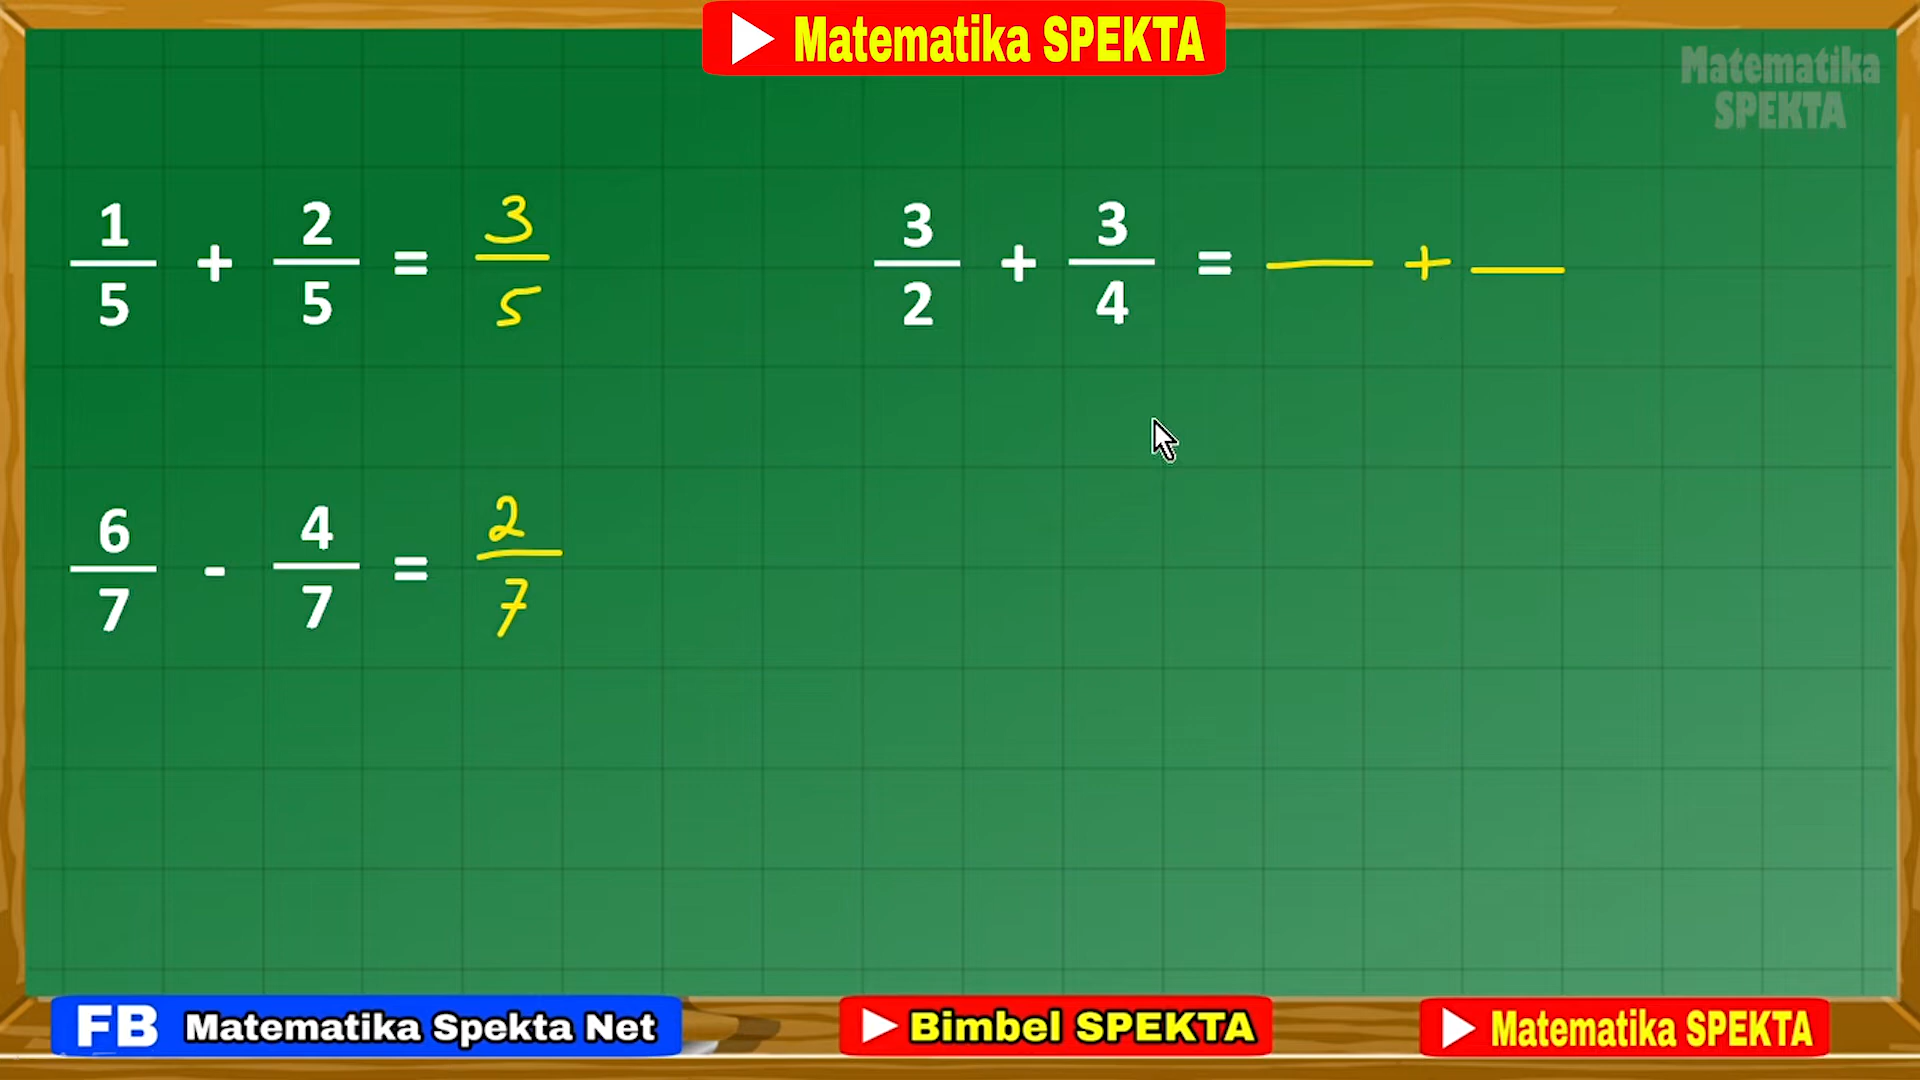 Matematika SPEKTA
Matematika
SPEKTA
1/5 + 2/5 = 3/5
3/2 + 3/4 = — + —
6/7 - 4/7 = 2/7
FB Matematika Spekta Net
Bimbel SPEKTA
Matematika SPEKTA